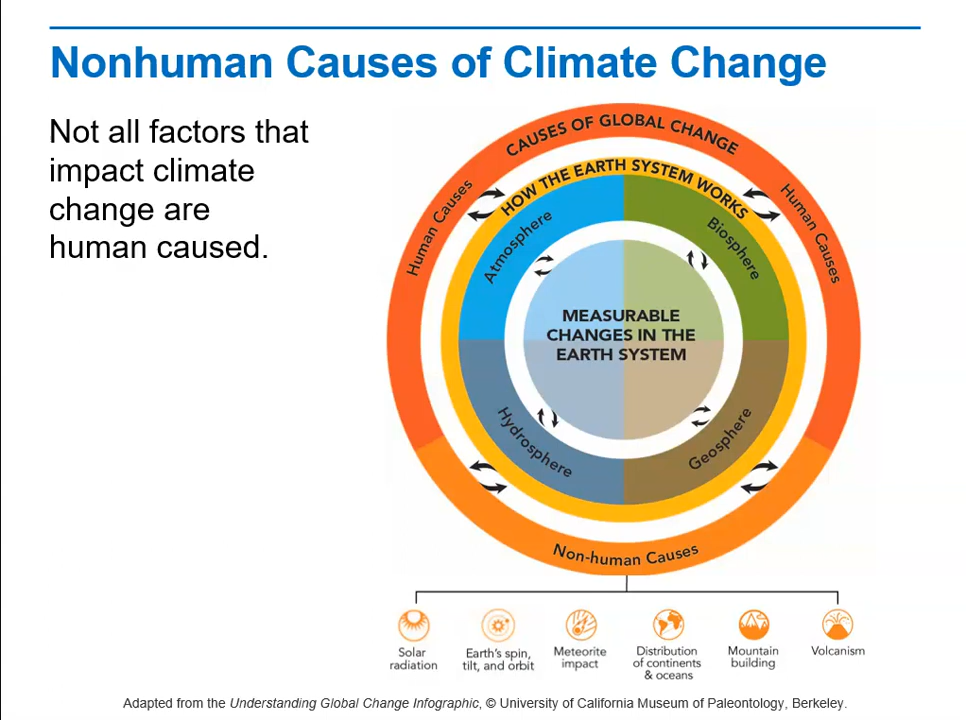 Nonhuman Causes of Climate Change
Not all factors that
impact climate
change are
human caused.
CAUSES OF GLOBAL CHANGE
Human Causes
Human Causes
HOW THE EARTH SYSTEM WORKS
Atmosphere
Biosphere
MEASURABLE
CHANGES IN THE
EARTH SYSTEM
Hydrosphere
Geosphere
Non-human Causes
Solar
radiation
Earth's spin,
tilt, and orbit
Meteorite
impact
Distribution
of continents
& oceans
Mountain
building
Volcanism
Adapted from the Understanding Global Change Infographic, © University of California Museum of Paleontology, Berkeley.